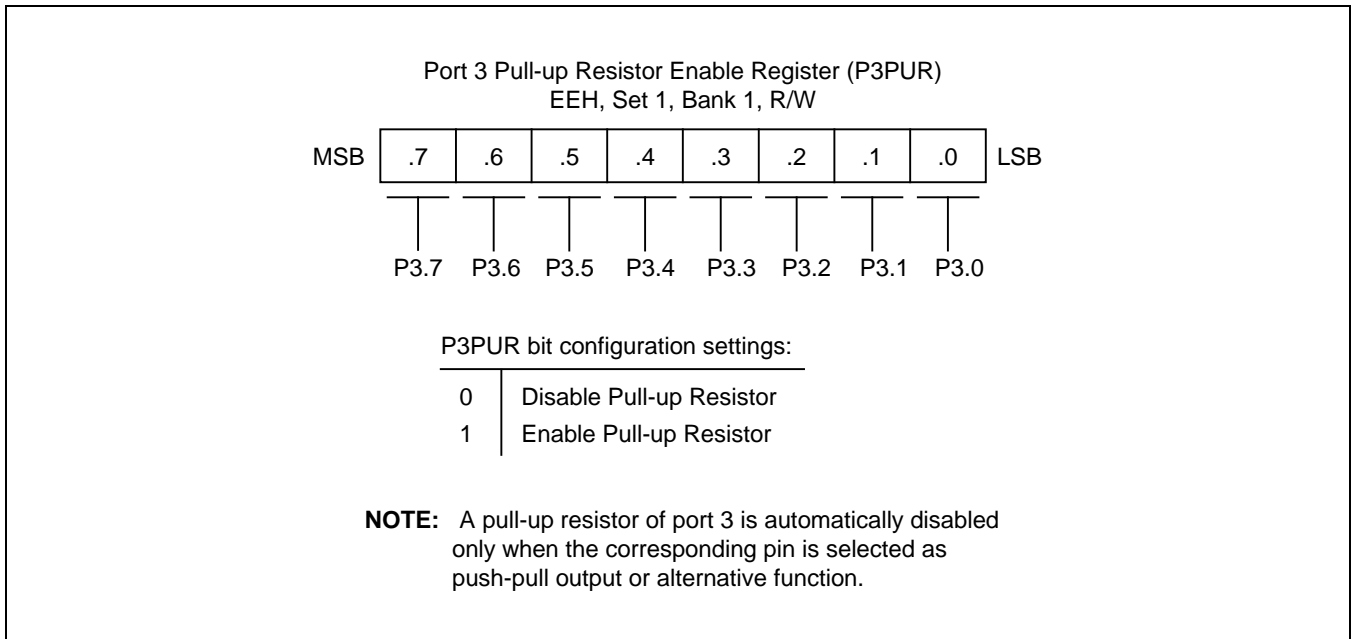 Port 3 Pull-up Resistor Enable Register (P3PUR)
EEH, Set 1, Bank 1, R/W
MSB .7 .6 .5 .4 .3 .2 .1 .0 LSB
P3.7 P3.6 P3.5 P3.4 P3.3 P3.2 P3.1 P3.0
P3PUR bit configuration settings:
0 Disable Pull-up Resistor
1 Enable Pull-up Resistor
NOTE: A pull-up resistor of port 3 is automatically disabled
only when the corresponding pin is selected as
push-pull output or alternative function.